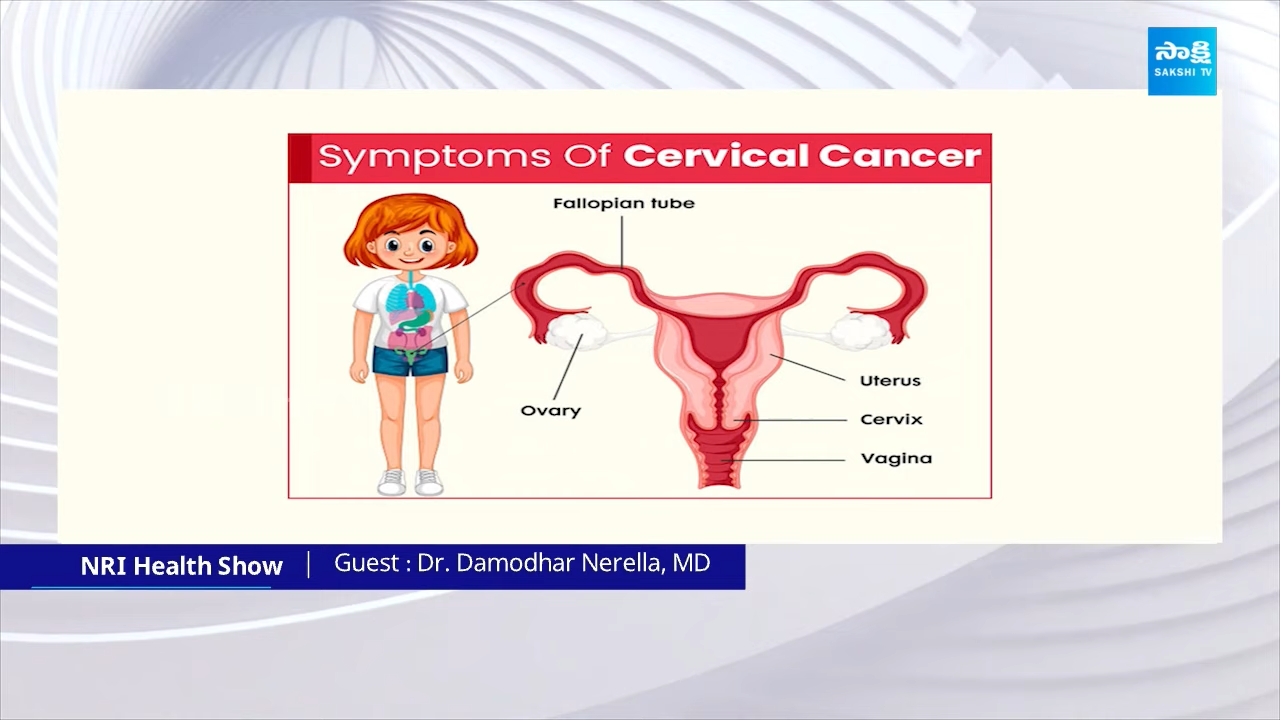 సాక్షి
SAKSHI TV
Symptoms Of Cervical Cancer
Fallopian tube
Ovary
Uterus
Cervix
Vagina
NRI Health Show | Guest : Dr. Damodhar Nerella, MD